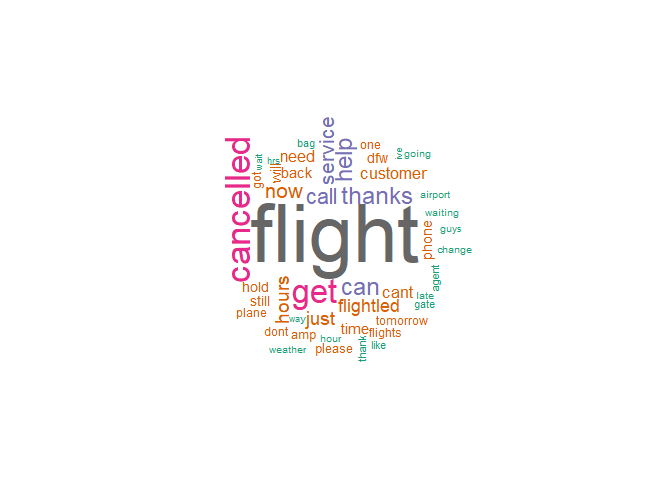 bag
one
service
help
cancelled
got
wait
hrs
need
will
back
dfw
ive
going
customer
now
call
thanks
airport
waiting
flight
phone
guys
change
agent
hold
still
plane
hours
get
can
cant
late
gate
flightled
way
just
time
tomorrow
flights
dont
amp
hour
please
weather
thank
like